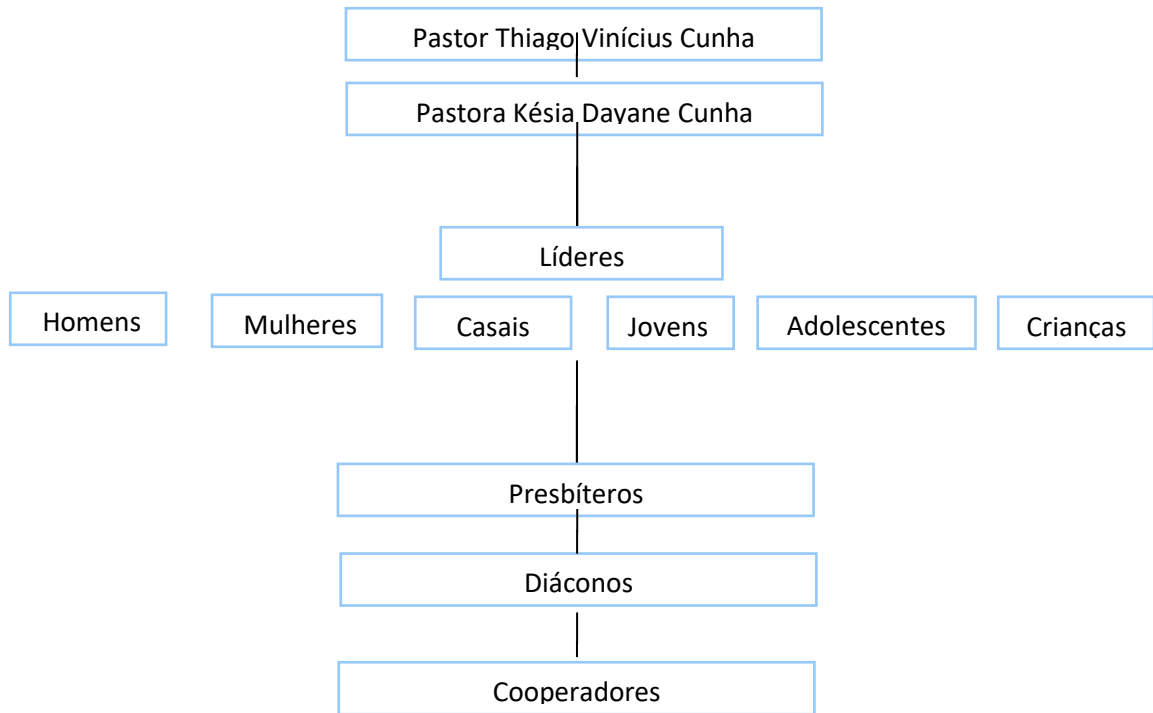 Pastor Thiago Vinícius Cunha
Pastora Késia Dayane Cunha
Líderes
Homens Mulheres Casais Jovens Adolescentes Crianças
Presbíteros
Diáconos
Cooperadores